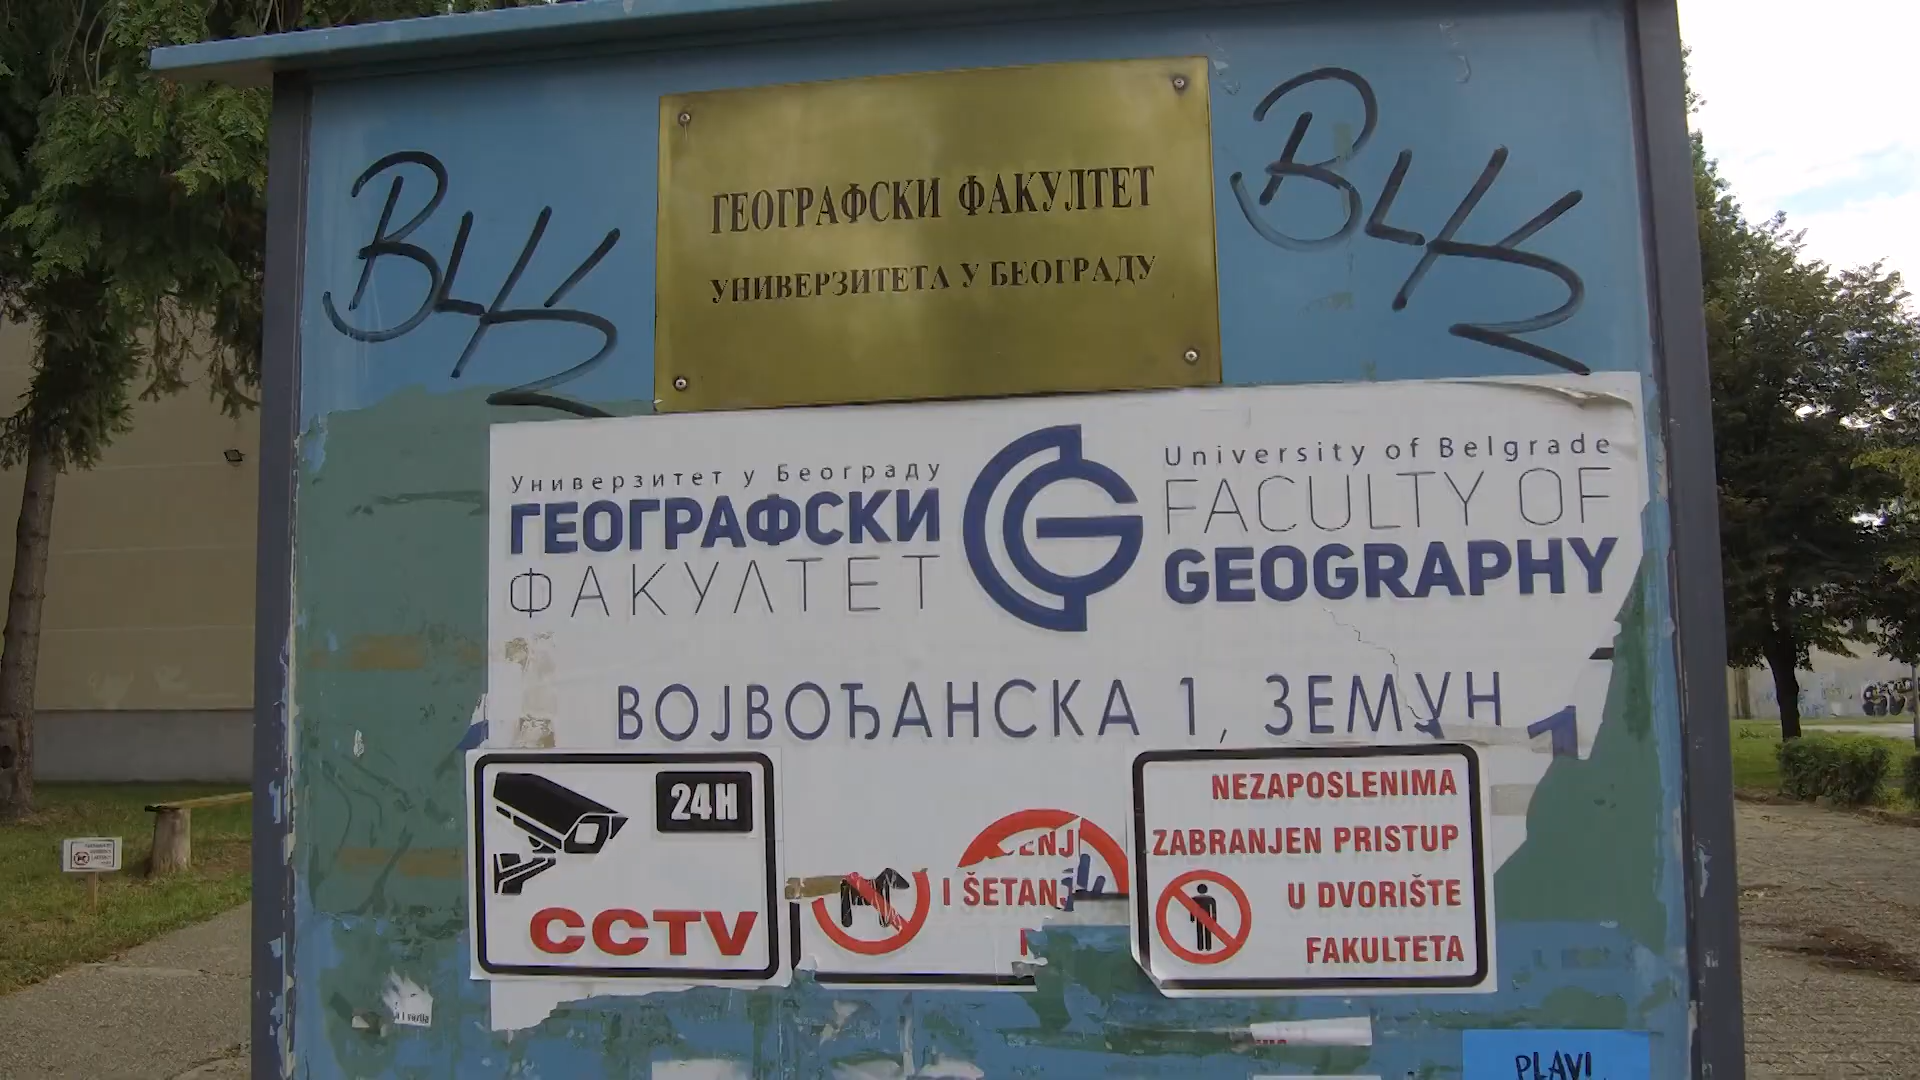 ГЕОГРАФСКИ ФАКУЛТЕТ
УНИВЕРЗИТЕТА У БЕОГРАДУ
Универзитет у Београду
ГЕОГРАФСКИ
ФАКУЛТЕТ
University of Belgrade
FACULTY OF
GEOGRAPHY
ВОЈВОЂАНСКА 1, ЗЕМУН
24H
CCTV
I ŠETANJ
NEZAPOSLENIMA
ZABRANJEN PRISTUP
U DVORIŠTE
FAKULTETA
PLAVI